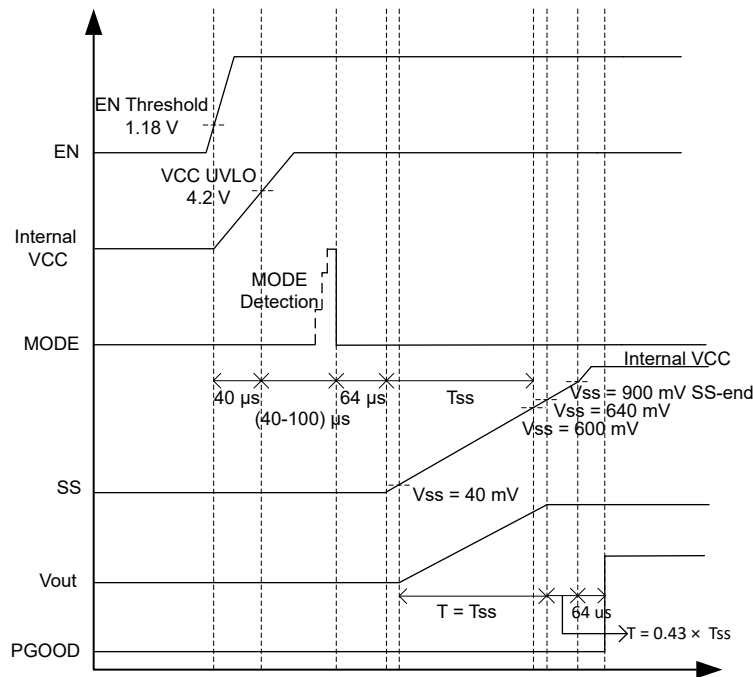 EN Threshold
1.18 V
EN
VCC UVLO
4.2 V
Internal
VCC
MODE
Detection
MODE
Internal VCC
40 µs
(40-100) µs
64 µs
Tss
Vss = 900 mV SS-end
Vss = 640 mV
Vss = 600 mV
SS
Vss = 40 mV
Vout
T = Tss
64 us
T = 0.43 × Tss
PGOOD